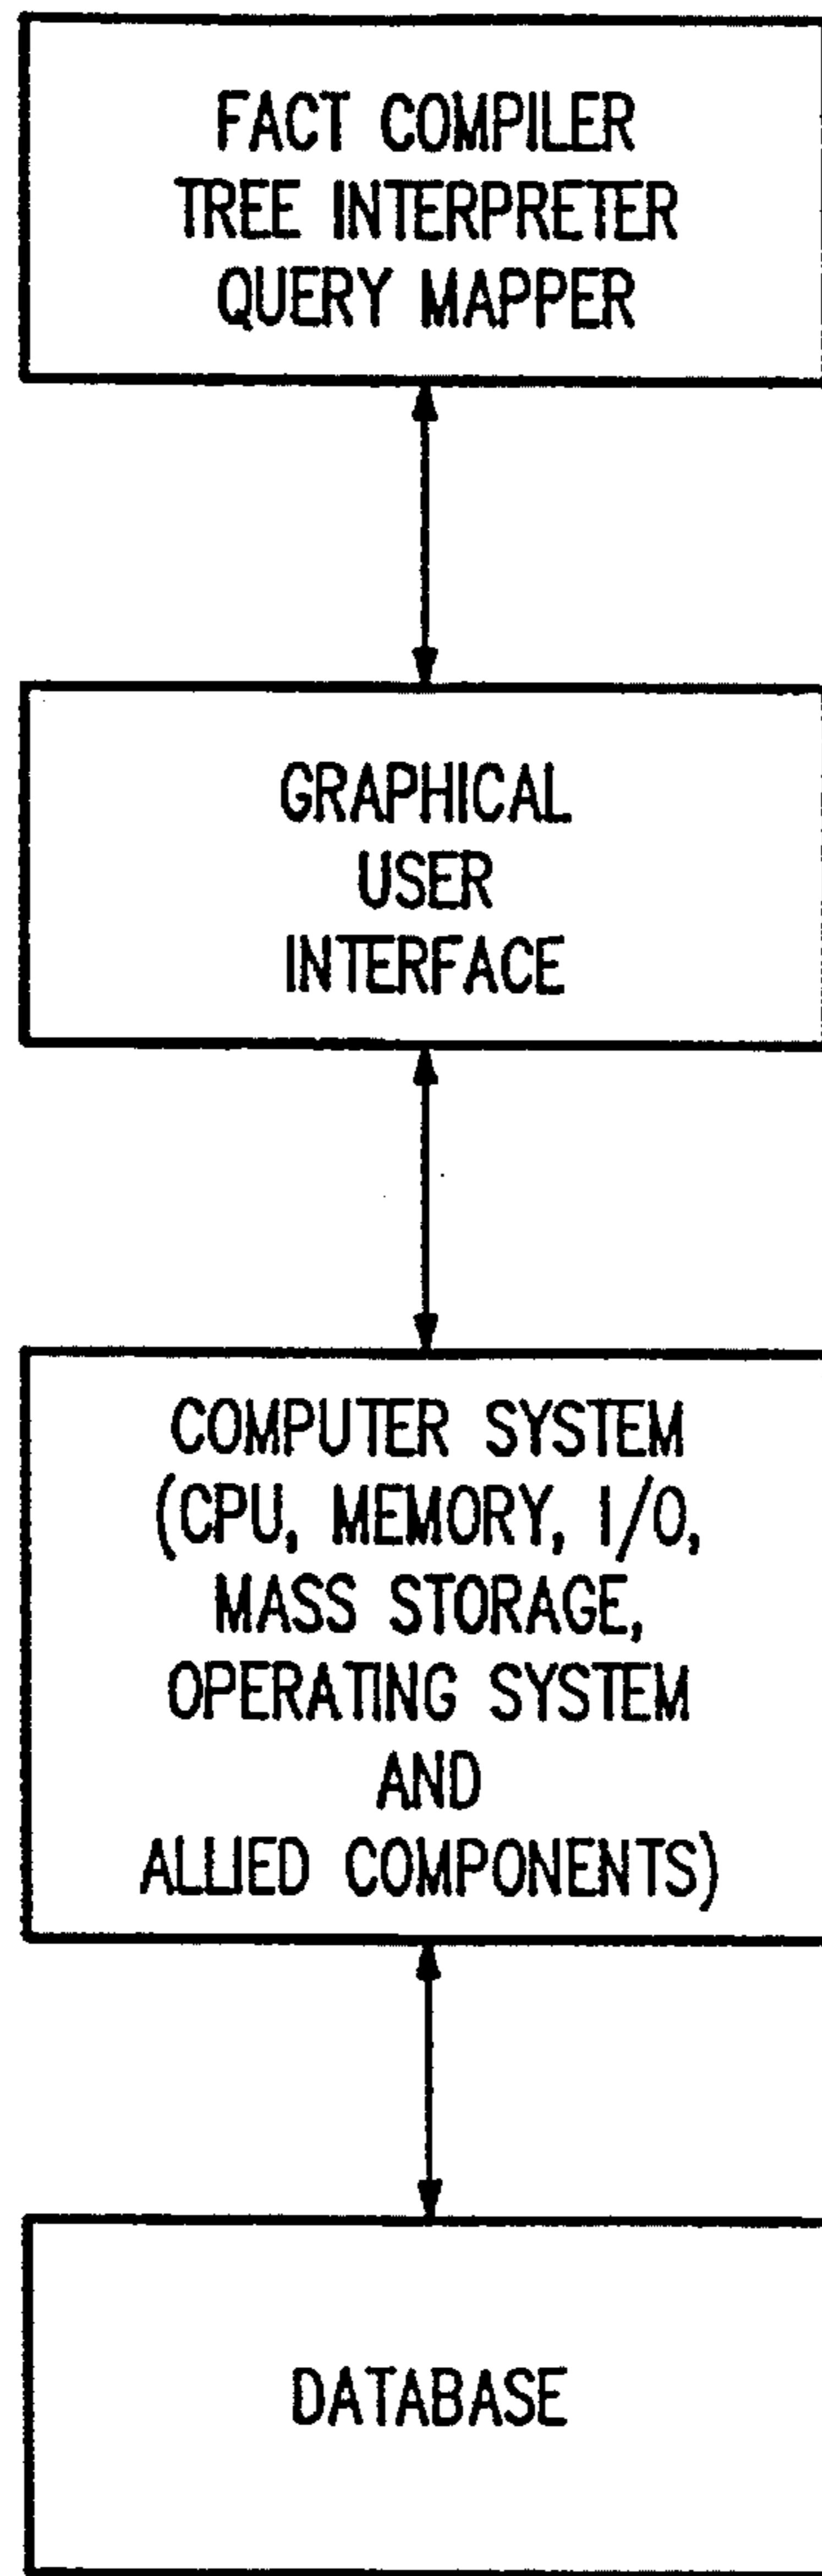 FACT COMPILER
TREE INTERPRETER
QUERY MAPPER
GRAPHICAL
USER
INTERFACE
COMPUTER SYSTEM
(CPU, MEMORY, I/O,
MASS STORAGE,
OPERATING SYSTEM
AND
ALLIED COMPONENTS)
DATABASE